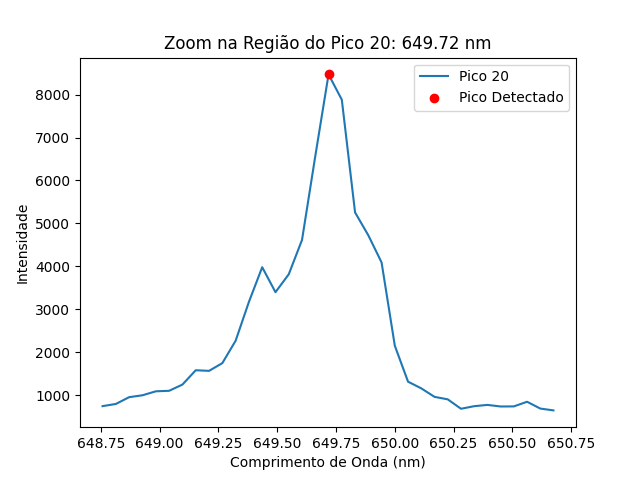 Zoom na Região do Pico 20: 649.72 nm
Pico 20
Pico Detectado
Intensidade
8000
7000
6000
5000
4000
3000
2000
1000
648.75 649.00 649.25 649.50 649.75 650.00 650.25 650.50 650.75
Comprimento de Onda (nm)